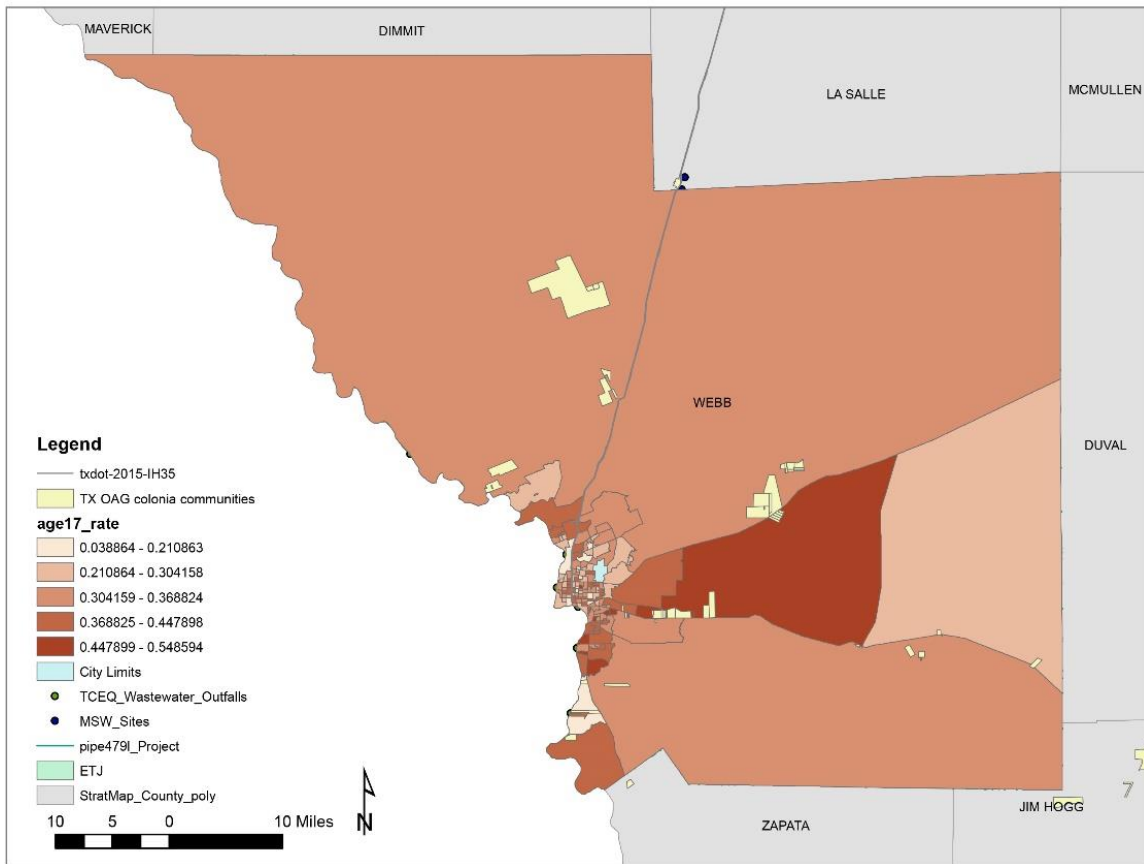 MAVERICK
DIMMIT
LA SALLE
MCMULLEN
WEBB
DUVAL
Legend
txdot-2015-IH35
TX OAG colonia communities
age17_rate
0.038864 - 0.210863
0.210864 - 0.304158
0.304159 - 0.368824
0.368825 - 0.447898
0.447899 - 0.548594
City Limits
TCEQ_Wastewater_Outfalls
MSW_Sites
pipe479l_Project
ETJ
StratMap_County_poly
10 5 0 10 Miles
N
JIM HOGG
ZAPATA